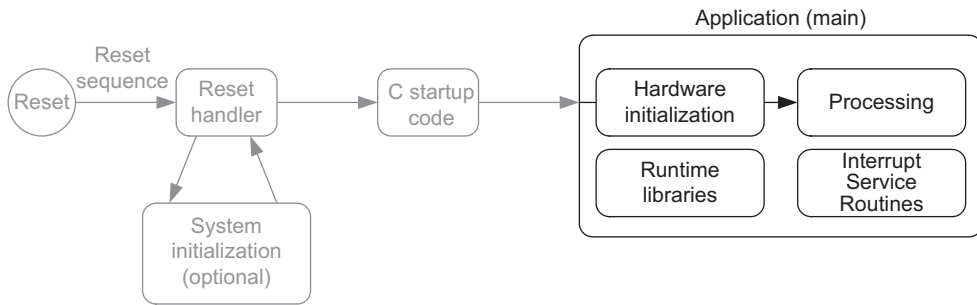 Application (main)
Reset
sequence
Reset
Reset
handler
C startup
code
Hardware
initialization
Processing
Runtime
libraries
Interrupt
Service
Routines
System
initialization
(optional)